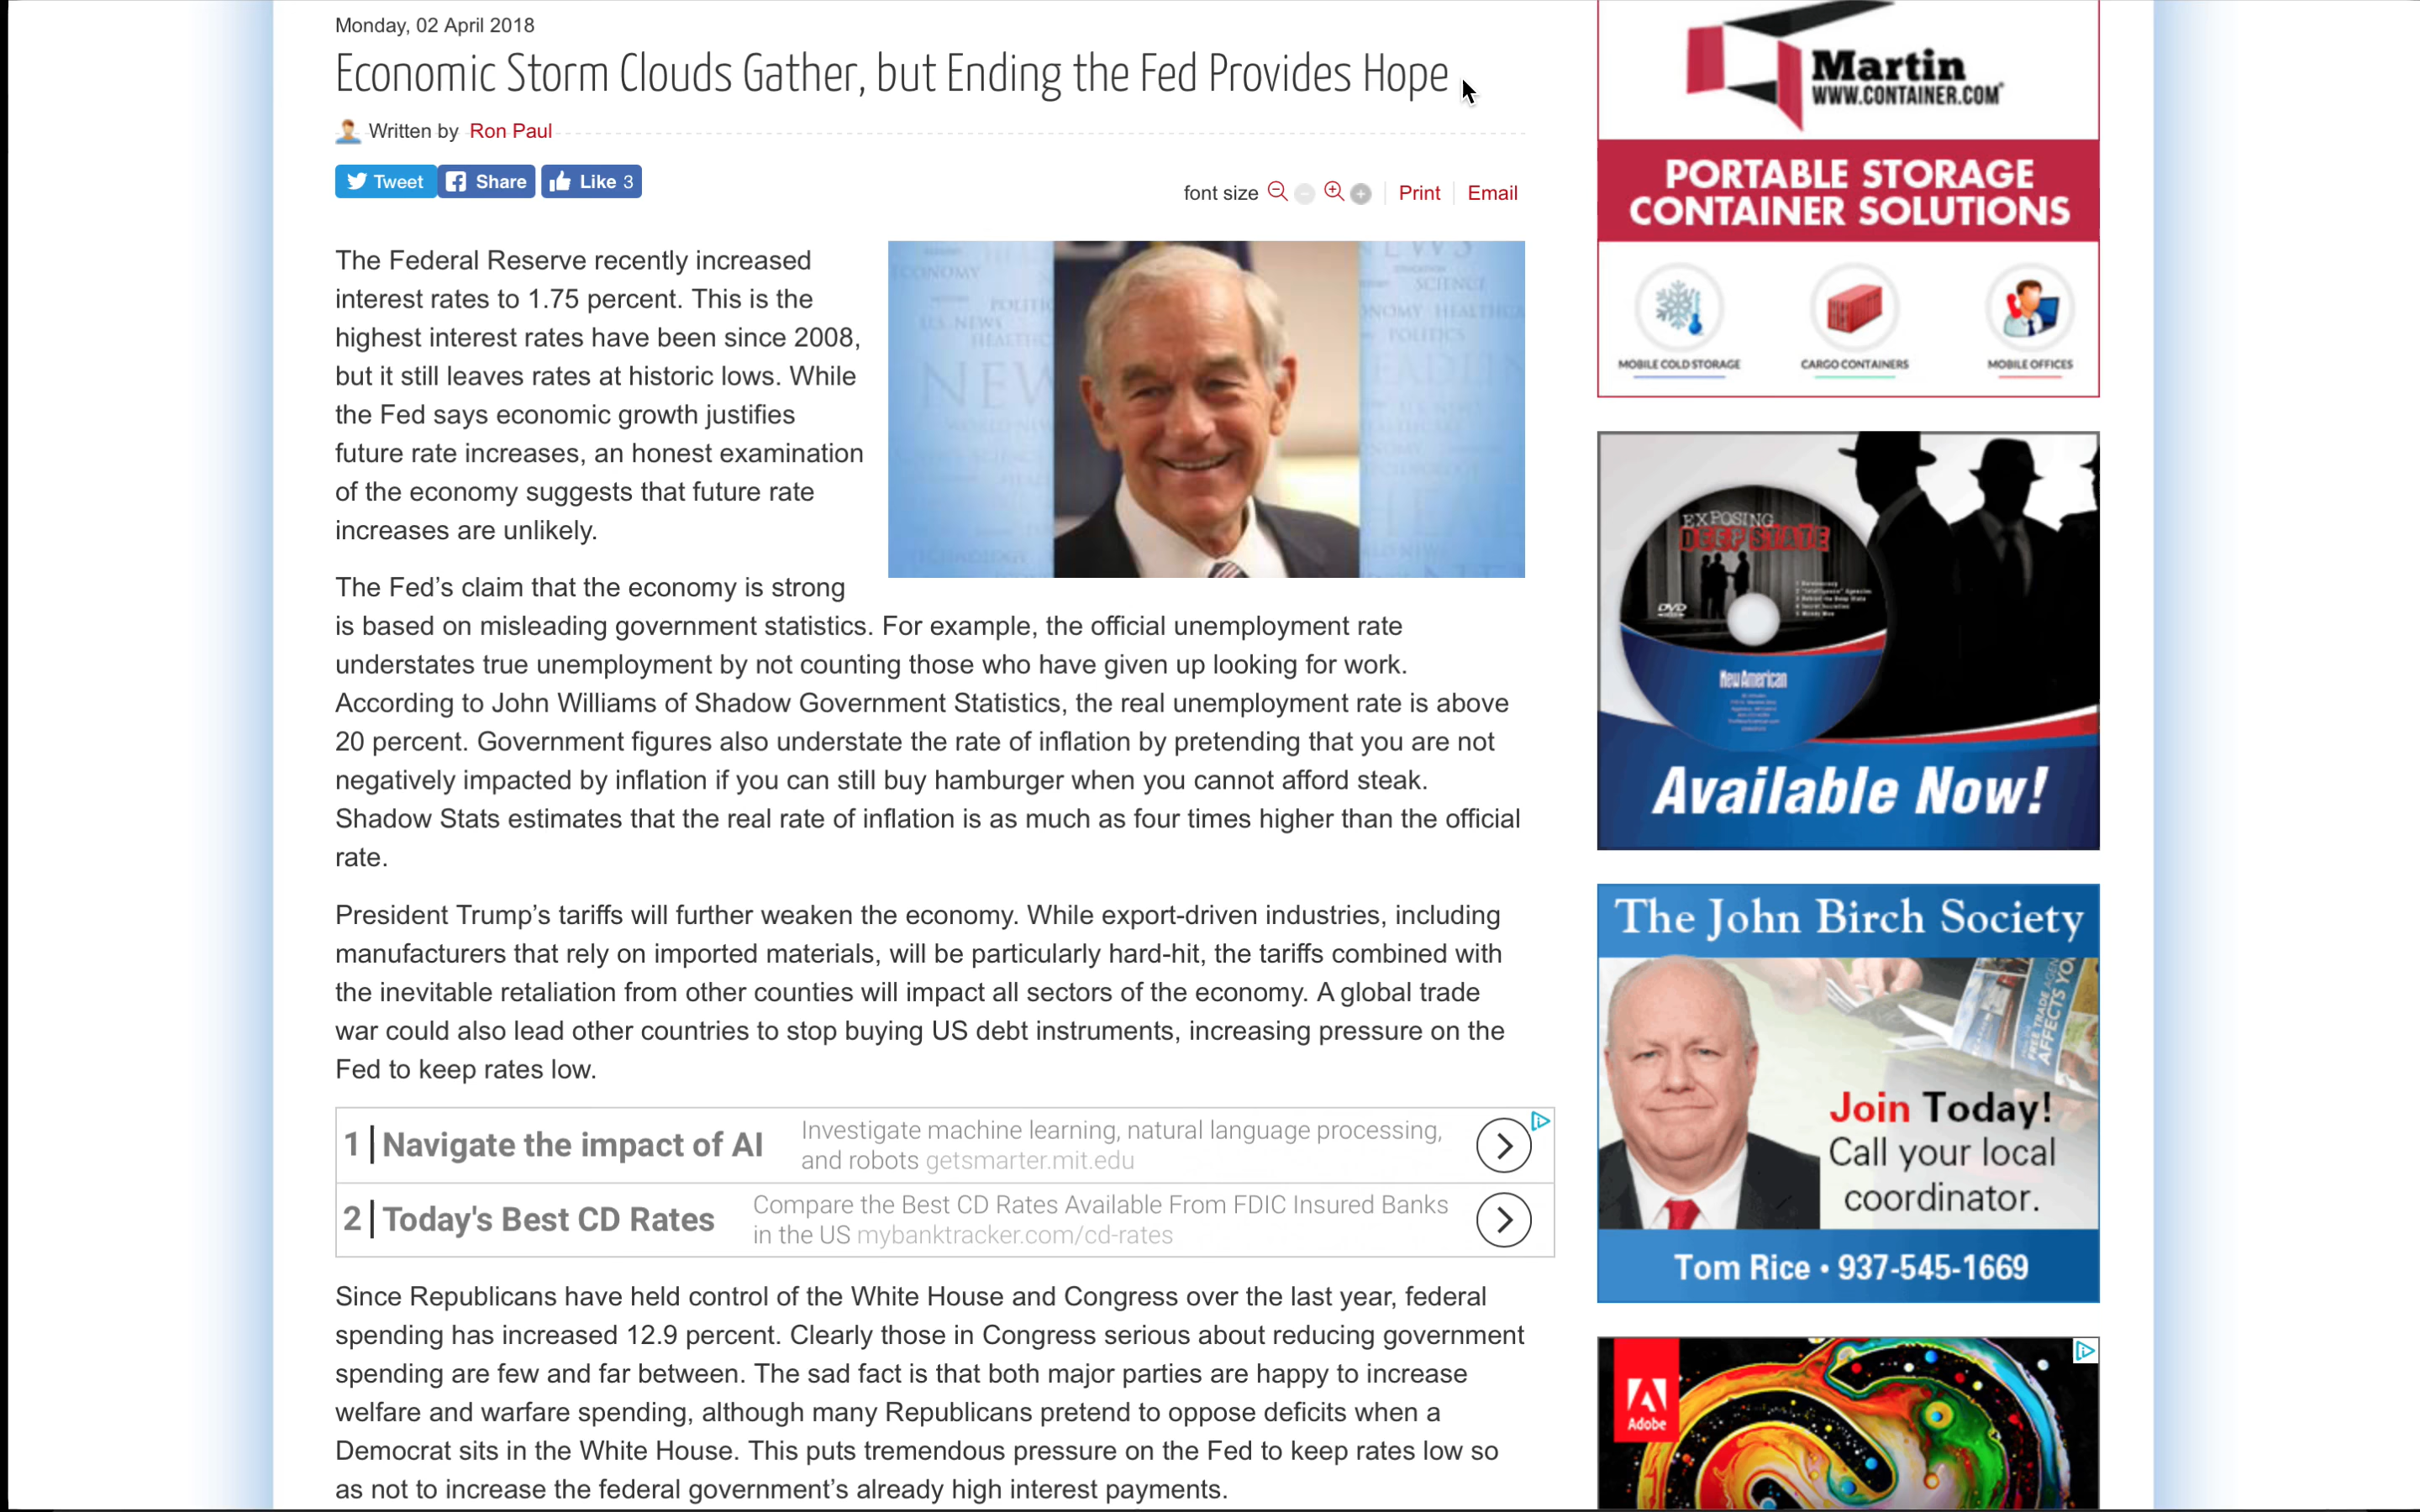 Monday, 02 April 2018
Economic Storm Clouds Gather, but Ending the Fed Provides Hope
Written by Ron Paul
Tweet Share Like 3
font size Print Email
The Federal Reserve recently increased
interest rates to 1.75 percent. This is the
highest interest rates have been since 2008,
but it still leaves rates at historic lows. While
the Fed says economic growth justifies
future rate increases, an honest examination
of the economy suggests that future rate
increases are unlikely.
The Fed’s claim that the economy is strong
is based on misleading government statistics. For example, the official unemployment rate
understates true unemployment by not counting those who have given up looking for work.
According to John Williams of Shadow Government Statistics, the real unemployment rate is above
20 percent. Government figures also understate the rate of inflation by pretending that you are not
negatively impacted by inflation if you can still buy hamburger when you cannot afford steak.
Shadow Stats estimates that the real rate of inflation is as much as four times higher than the official
rate.
President Trump’s tariffs will further weaken the economy. While export-driven industries, including
manufacturers that rely on imported materials, will be particularly hard-hit, the tariffs combined with
the inevitable retaliation from other counties will impact all sectors of the economy. A global trade
war could also lead other countries to stop buying US debt instruments, increasing pressure on the
Fed to keep rates low.
1 Navigate the impact of AI
Investigate machine learning, natural language processing,
and robots getsmarter.mit.edu
2 Today's Best CD Rates
Compare the Best CD Rates Available From FDIC Insured Banks
in the US mybanktracker.com/cd-rates
Since Republicans have held control of the White House and Congress over the last year, federal
spending has increased 12.9 percent. Clearly those in Congress serious about reducing government
spending are few and far between. The sad fact is that both major parties are happy to increase
welfare and warfare spending, although many Republicans pretend to oppose deficits when a
Democrat sits in the White House. This puts tremendous pressure on the Fed to keep rates low so
as not to increase the federal government’s already high interest payments.
Martin
WWW.CONTAINER.COM
PORTABLE STORAGE
CONTAINER SOLUTIONS
MOBILE COLD STORAGE CARGO CONTAINERS MOBILE OFFICES
EXPOSING
DEEP STATE
DVD
New American
Available Now!
The John Birch Society
FREE TRADE AGEN
AFFECTS YO
Join Today!
Call your local
coordinator.
Tom Rice • 937-545-1669
Adobe
ECONOMY
POLITIC
U.S. NEWS
HEALTHC
NEW
TECHNOLOGY
NEWS
SCIENCE
ONOMY HEALTHCA
POLITICS
EADLIN